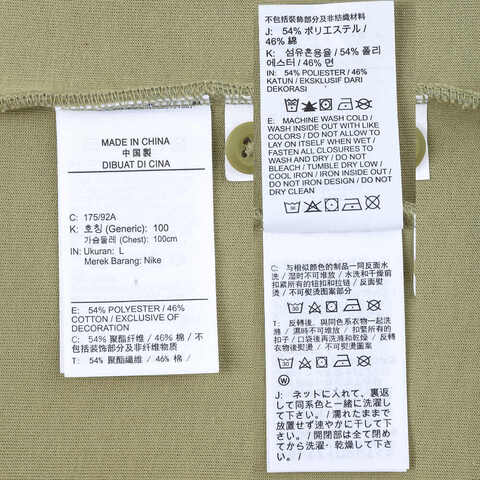 MADE IN CHINA
中国製
DIBUAT DI CINA
C: 175/92A
K: 호칭 (Generic): 100
가슴둘레 (Chest): 100cm
IN: Ukuran: L
Merek Barang: Nike
E: 54% POLYESTER / 46%
COTTON / EXCLUSIVE OF
DECORATION
C: 54% 聚酯纤维 / 46% 棉 / 不
包括装饰部分及非纤维物质
T: 54% 聚酯纖維 / 46% 棉 /
不包括裝飾部分及非紡織材料
J: 54% ポリエステル /
46% 綿
K: 섬유혼용율 / 54% 폴리
에스터 / 46% 면
IN: 54% POLIESTER / 46%
KATUN / EKSKLUSIF DARI
DEKORASI
E: MACHINE WASH COLD /
WASH INSIDE OUT WITH LIKE
COLORS / DO NOT ALLOW TO
LAY ON ITSELF WHEN WET /
FASTEN ALL CLOSURES TO
WASH AND DRY / DO NOT
BLEACH / TUMBLE DRY LOW /
COOL IRON / IRON INSIDE OUT
/ DO NOT IRON DESIGN / DO
NOT DRY CLEAN
C: 与相似颜色的制品一同反面水
洗 / 湿时不可堆放 / 水洗和干燥前
扣紧所有的纽扣和拉链 / 反面熨
烫 / 不可熨烫图案部分
T: 反轉後，與同色系衣物一起洗
滌 / 濕時不可堆放 / 扣緊所有的
扣子 / 口袋後再洗滌和乾燥 / 反
轉後熨燙 / 不可熨燙圖案
J: ネットに入れて、裏返
して同系色と一緒に洗濯
して下さい。/ 濡れたままで
放置せずに速やかに干して下さ
い。/ 開閉部は全て閉めてか
ら洗濯・乾燥して下さい。